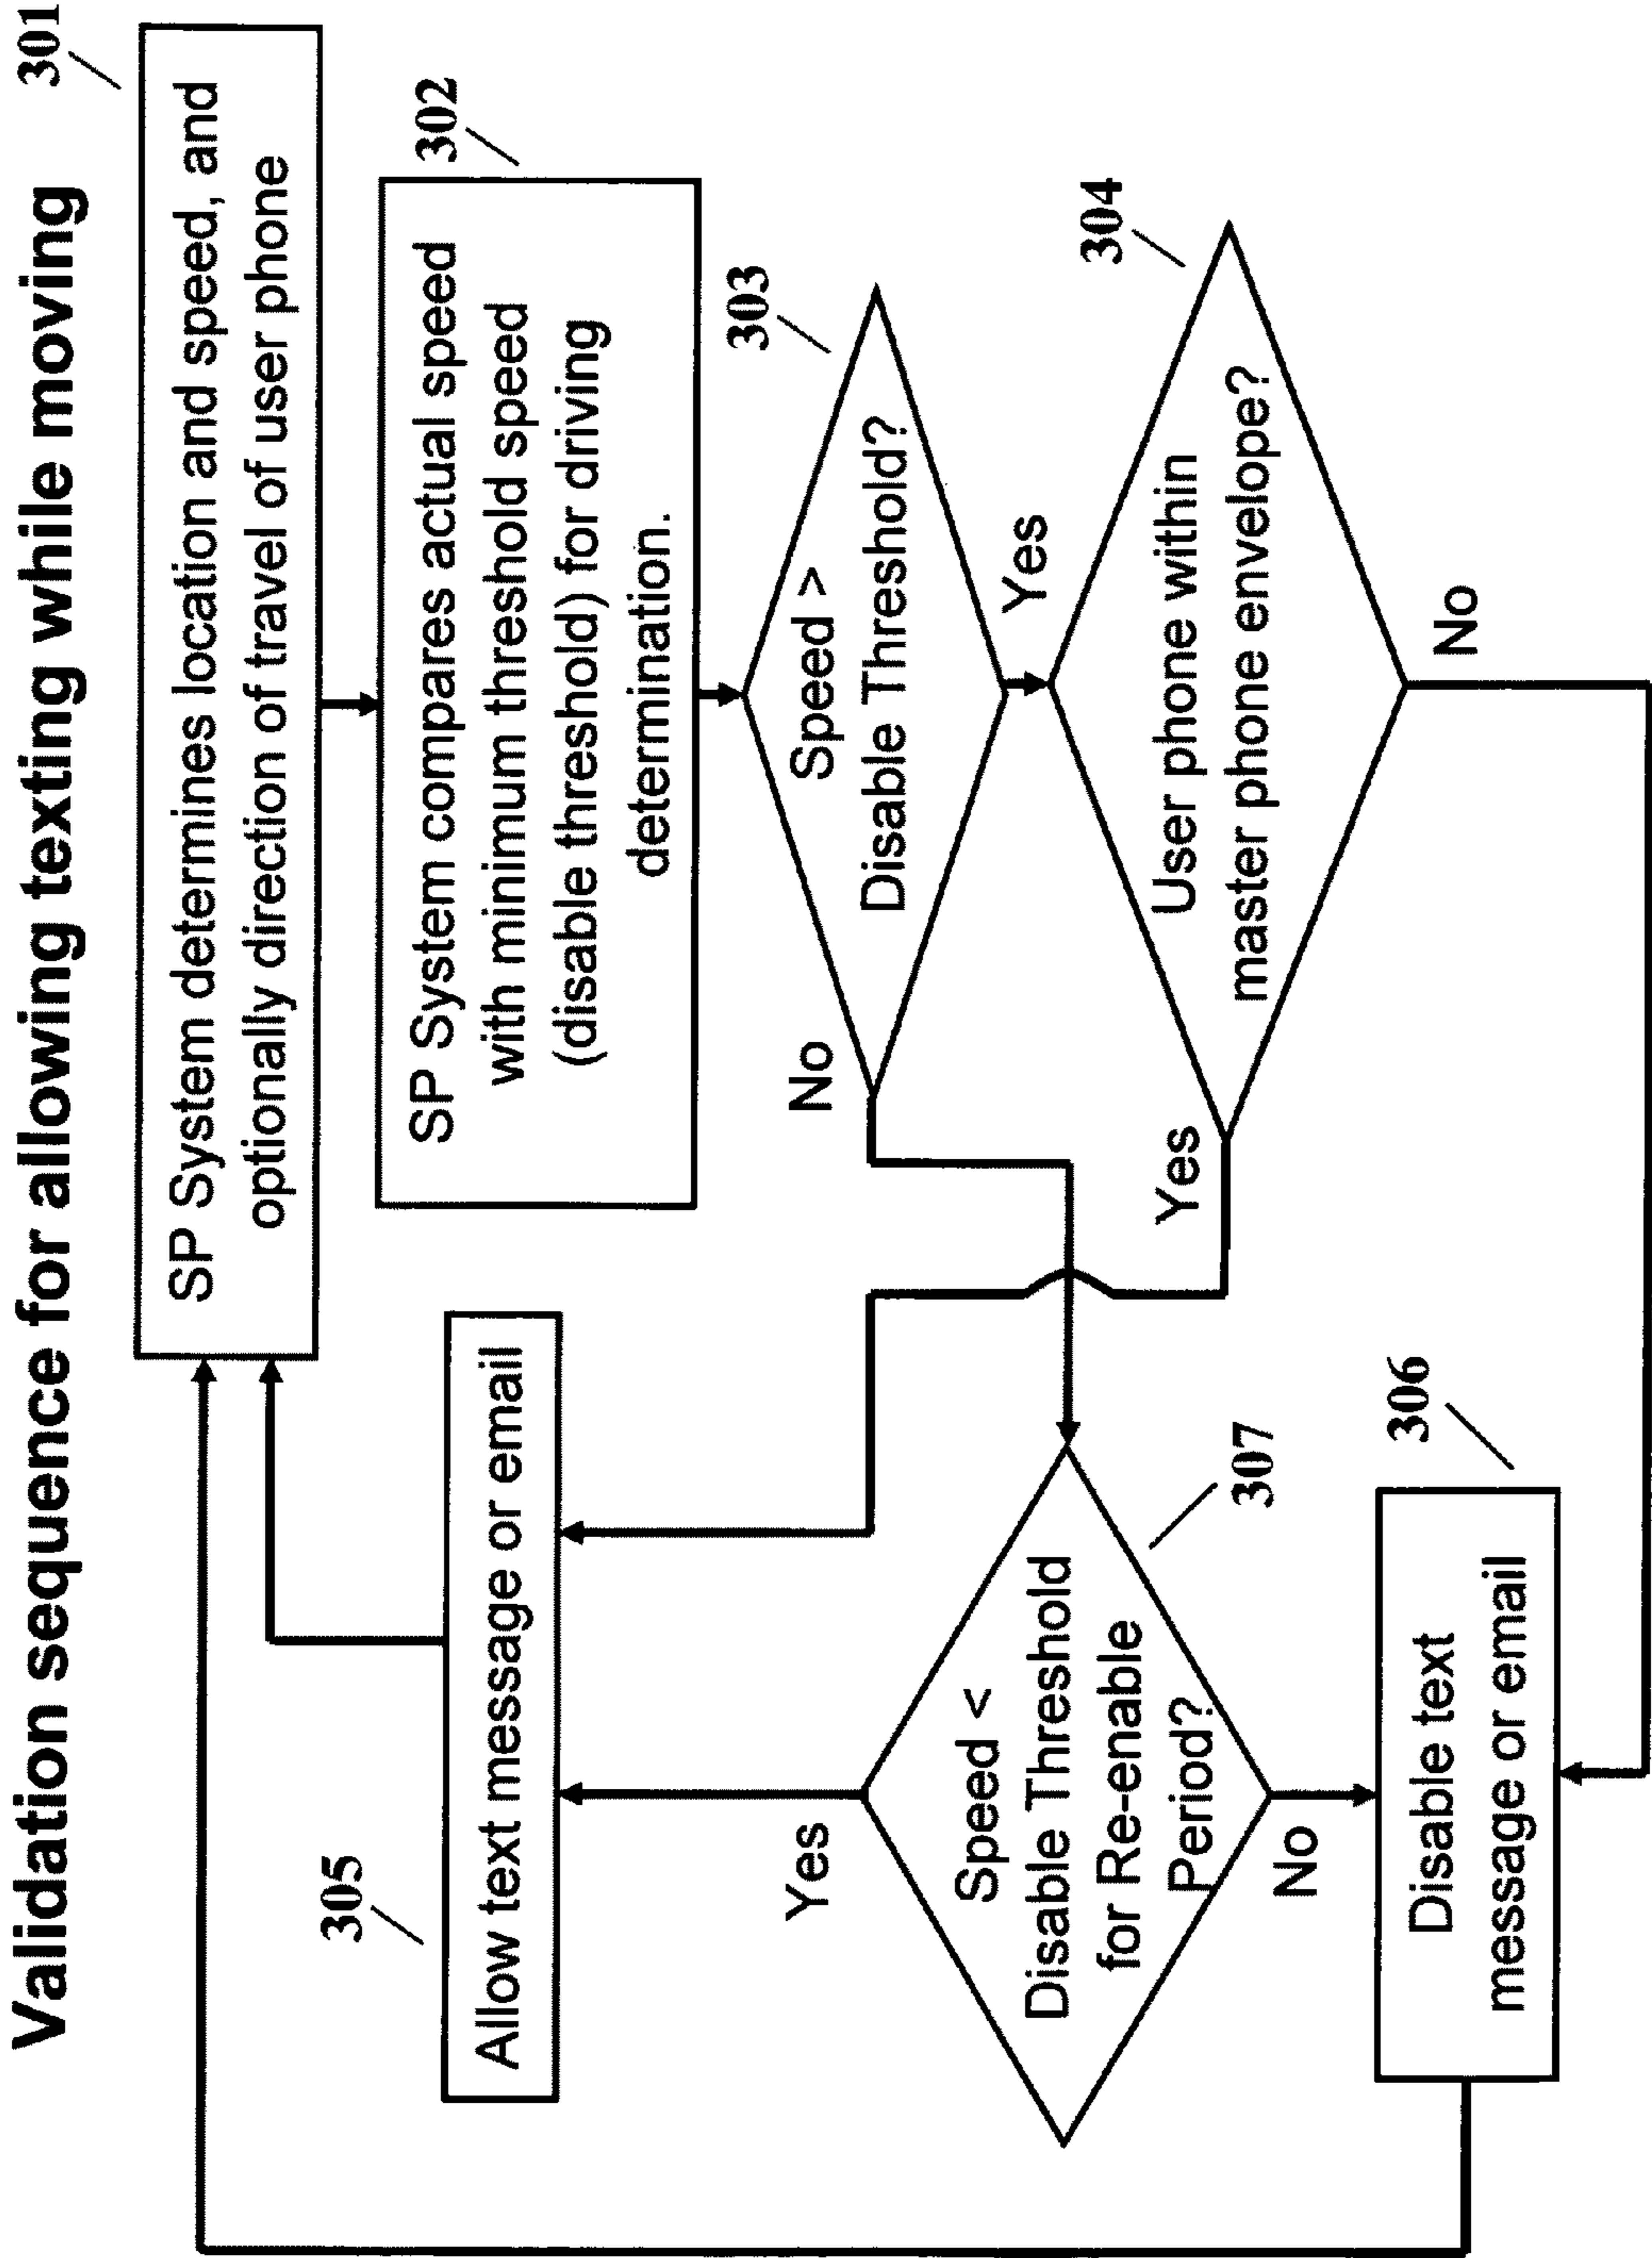 Validation sequence for allowing texting while moving
301
SP System determines location and speed, and
optionally direction of travel of user phone
302
SP System compares actual speed
with minimum threshold speed
(disable threshold) for driving
determination.
303
Speed >
Disable Threshold?
No
Yes
304
User phone within
master phone envelope?
Yes
No
305
Allow text message or email
Yes
307
Speed <
Disable Threshold
for Re-enable
Period?
No
306
Disable text
message or email